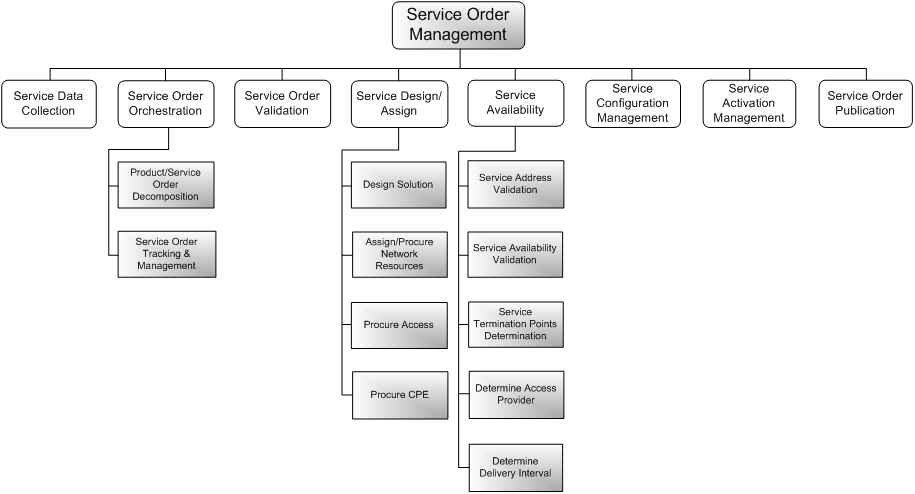 Service Order
Management
Service Data
Collection
Service Order
Orchestration
Service Order
Validation
Service Design/
Assign
Service
Availability
Service
Configuration
Management
Service
Activation
Management
Service Order
Publication
Product/Service
Order
Decomposition
Service Order
Tracking &
Management
Design Solution
Assign/Procure
Network
Resources
Procure Access
Procure CPE
Service Address
Validation
Service Availability
Validation
Service
Termination Points
Determination
Determine Access
Provider
Determine
Delivery Interval